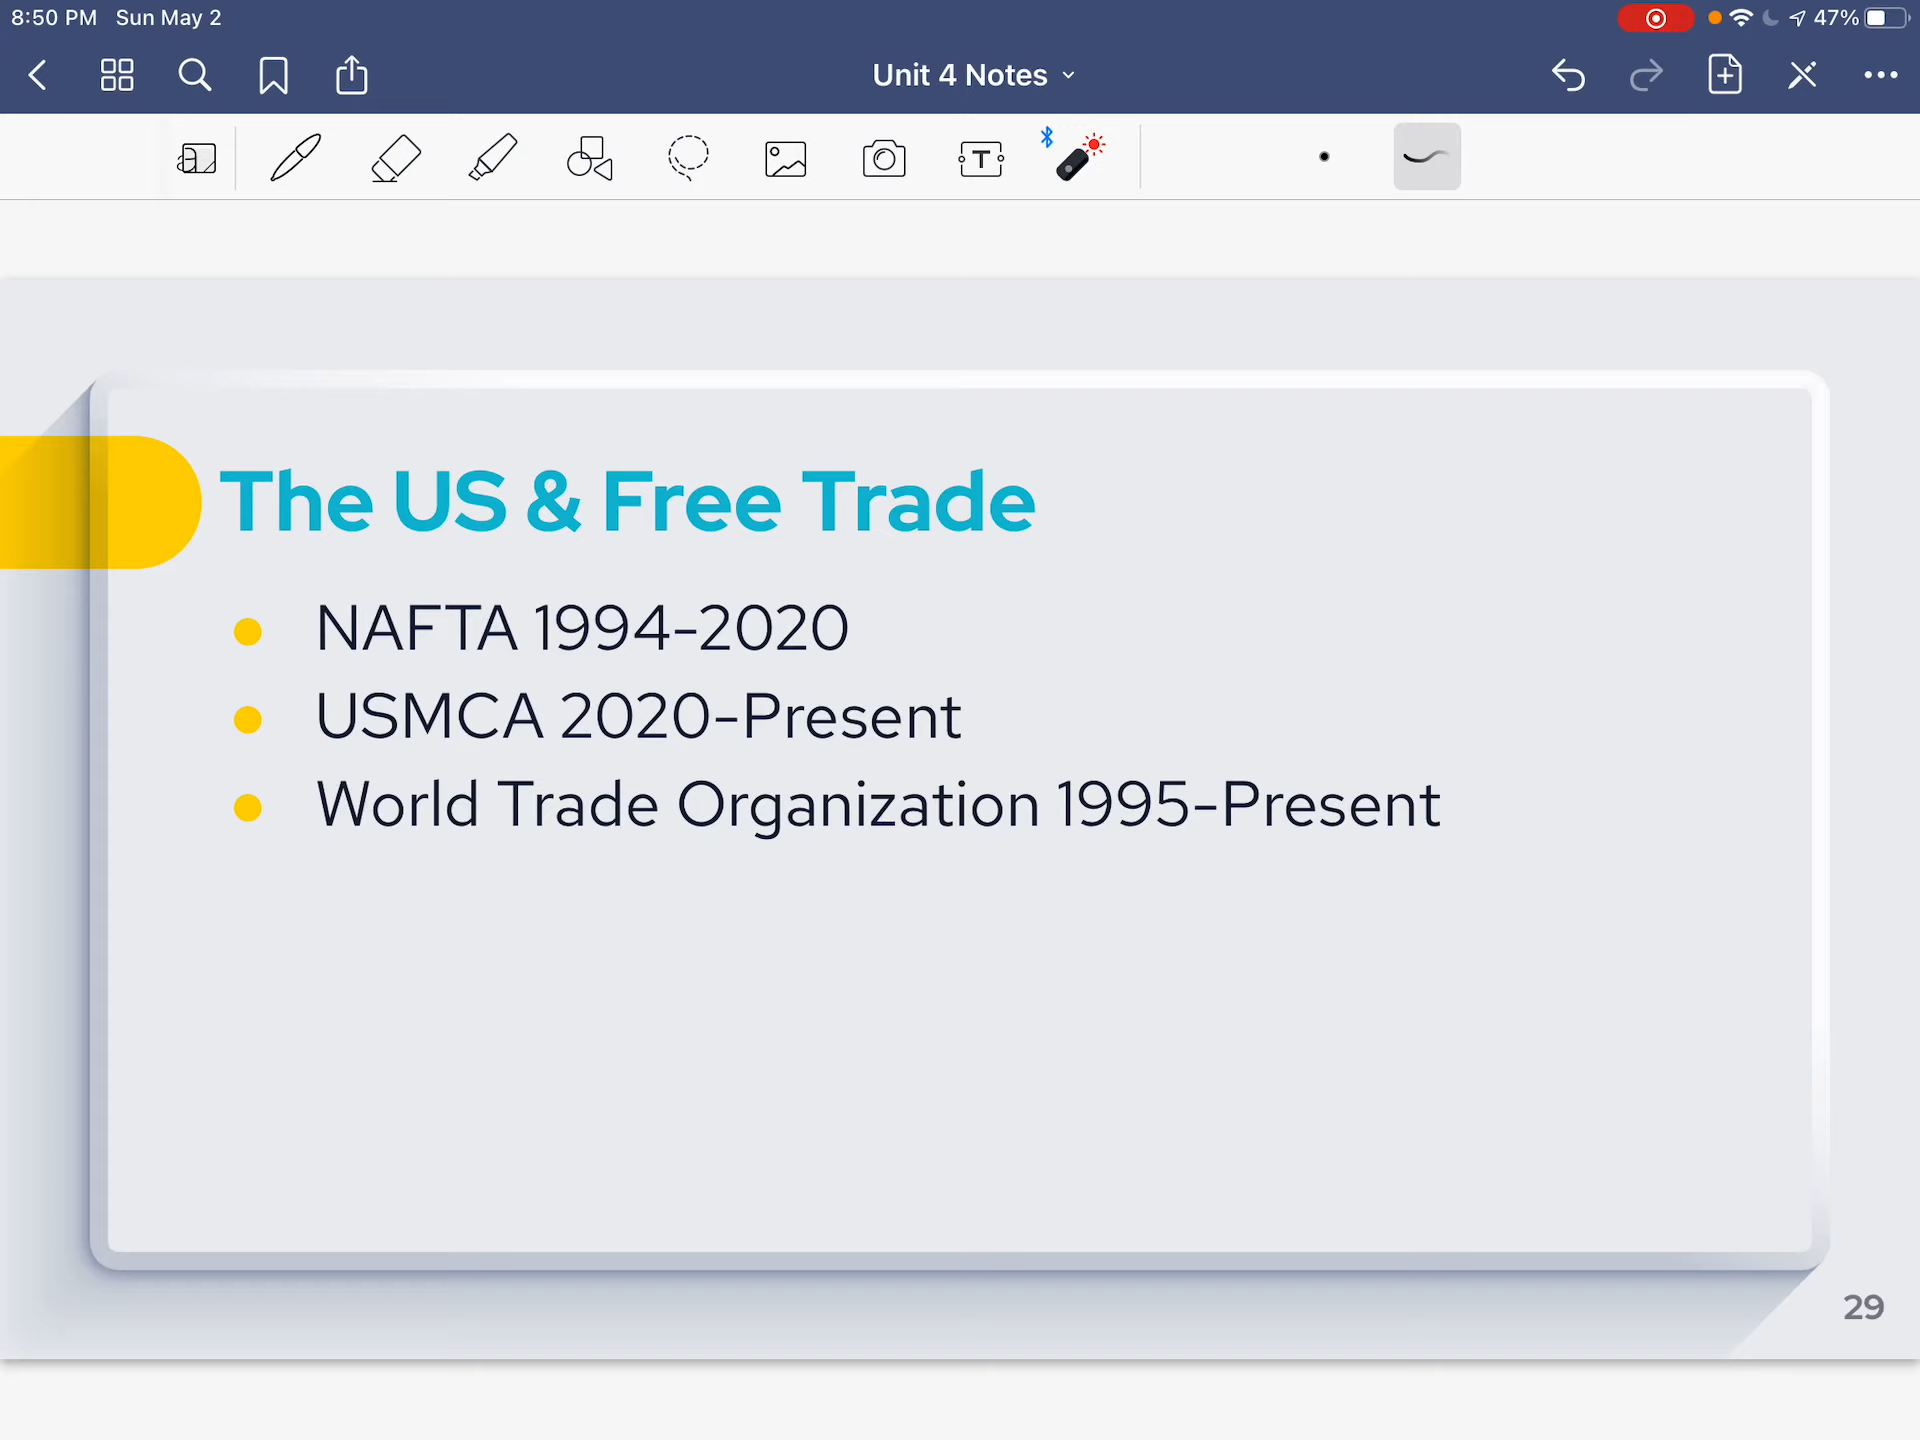 8:50 PM Sun May 2
47%
Unit 4 Notes
T
The US & Free Trade
NAFTA 1994-2020
USMCA 2020-Present
World Trade Organization 1995-Present
29